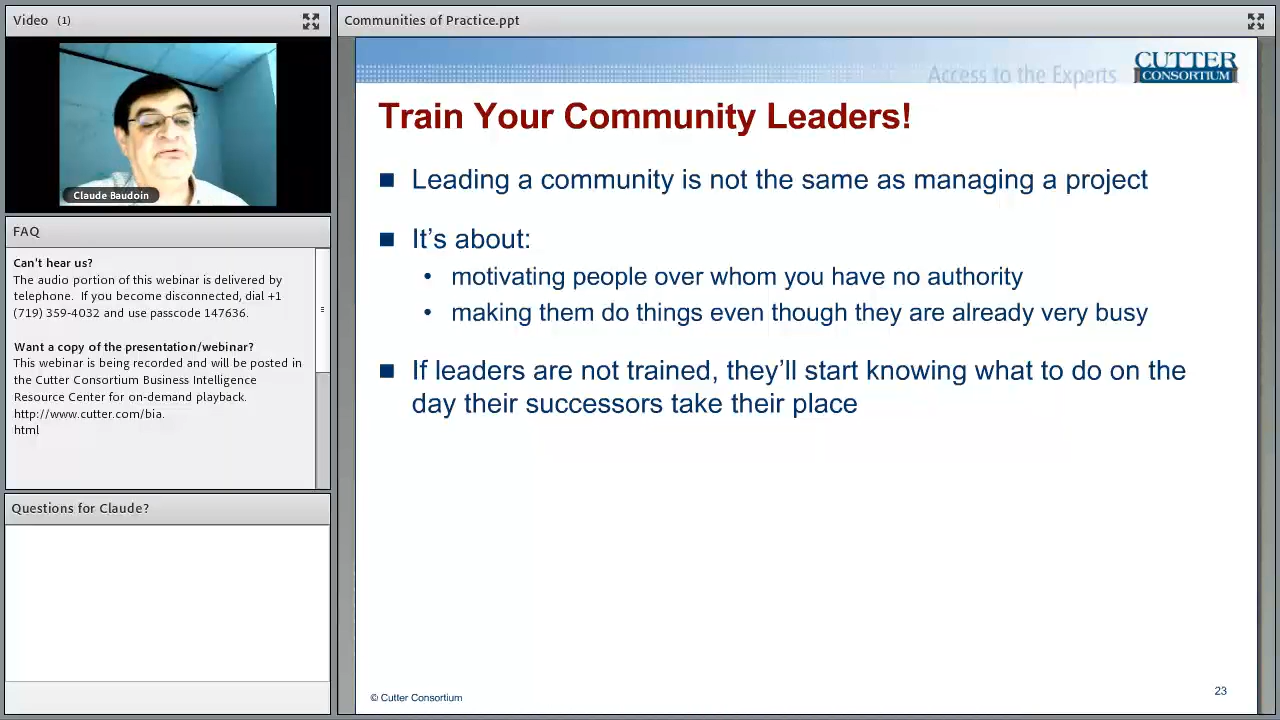 Video (1)
Claude Baudoin
FAQ
Can't hear us?
The audio portion of this webinar is delivered by
telephone. If you become disconnected, dial +1
(719) 359-4032 and use passcode 147636.
Want a copy of the presentation/webinar?
This webinar is being recorded and will be posted in
the Cutter Consortium Business Intelligence
Resource Center for on-demand playback.
http://www.cutter.com/bia.
html
Questions for Claude?
Communities of Practice.ppt
Access to the Experts
CUTTER
CONSORTIUM
Train Your Community Leaders!
■ Leading a community is not the same as managing a project
■ It's about:
• motivating people over whom you have no authority
• making them do things even though they are already very busy
■ If leaders are not trained, they'll start knowing what to do on the
day their successors take their place
© Cutter Consortium
23